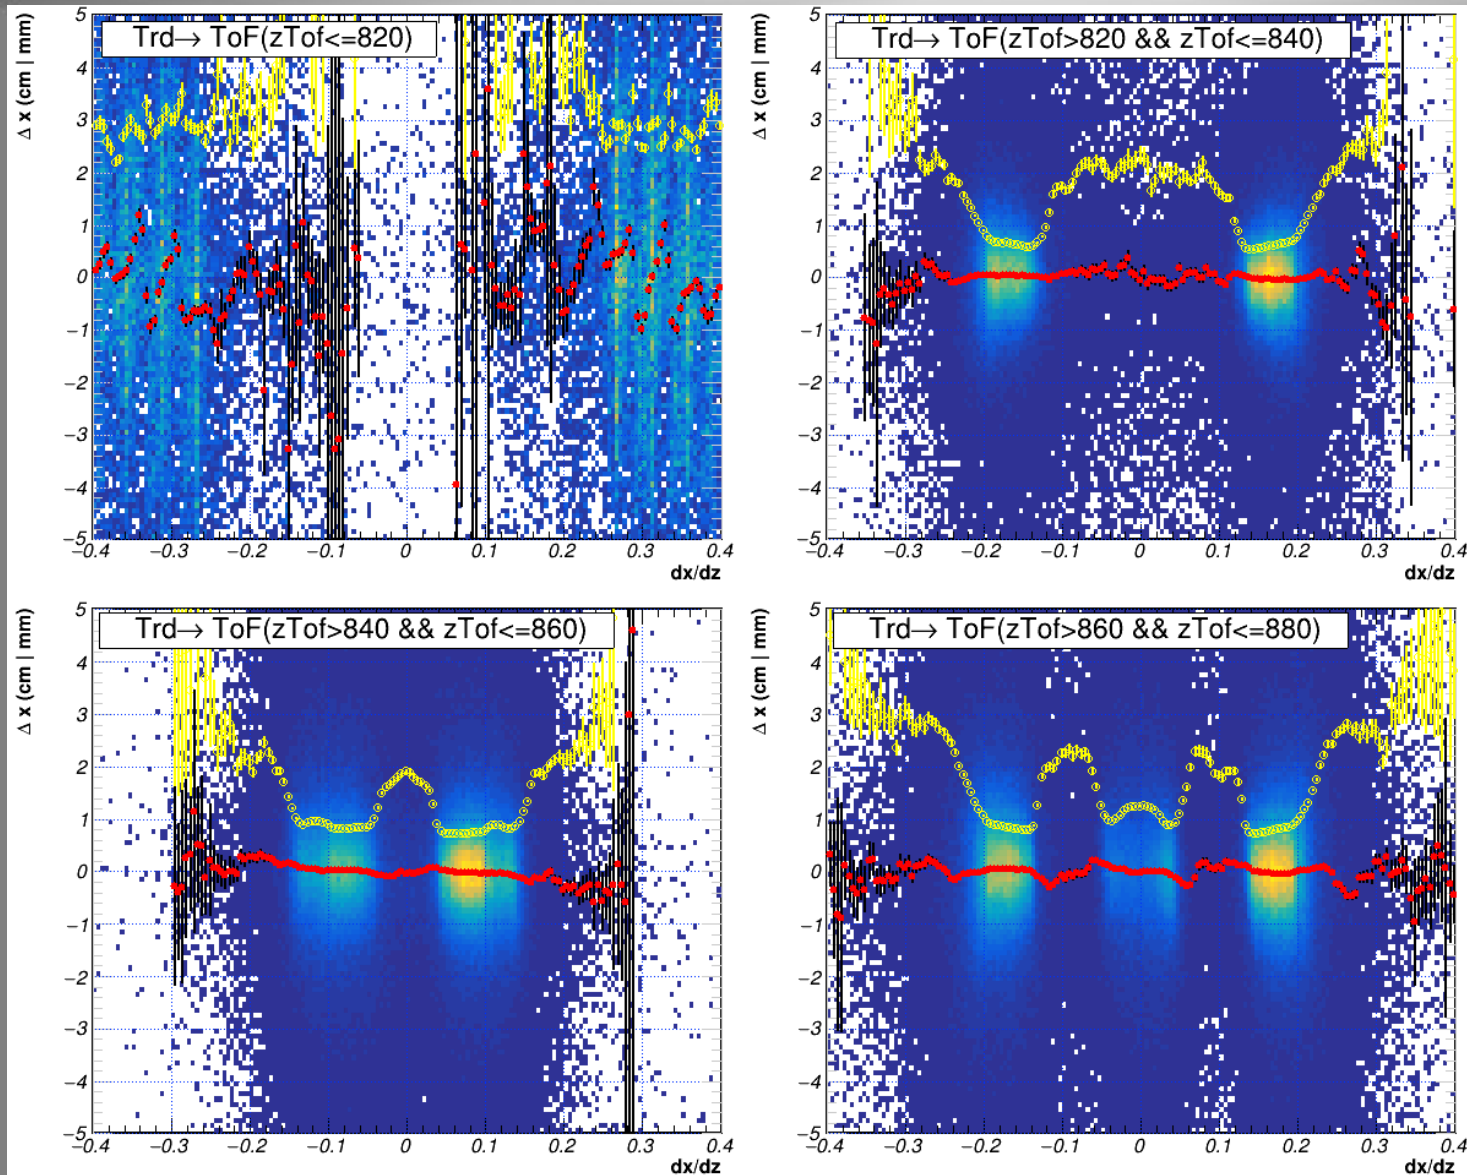 Trd→ ToF(zTof<=820)
Δ x (cm | mm)
5
4
3
2
1
0
−1
−2
−3
−4
−5
−0.4 −0.3 −0.2 −0.1 0 0.1 0.2 0.3 0.4
dx/dz
Trd→ ToF(zTof>820 && zTof<=840)
Δ x (cm | mm)
5
4
3
2
1
0
−1
−2
−3
−4
−5
−0.4 −0.3 −0.2 −0.1 0 0.1 0.2 0.3 0.4
dx/dz
Trd→ ToF(zTof>840 && zTof<=860)
Δ x (cm | mm)
5
4
3
2
1
0
−1
−2
−3
−4
−5
−0.4 −0.3 −0.2 −0.1 0 0.1 0.2 0.3 0.4
dx/dz
Trd→ ToF(zTof>860 && zTof<=880)
Δ x (cm | mm)
5
4
3
2
1
0
−1
−2
−3
−4
−5
−0.4 −0.3 −0.2 −0.1 0 0.1 0.2 0.3 0.4
dx/dz